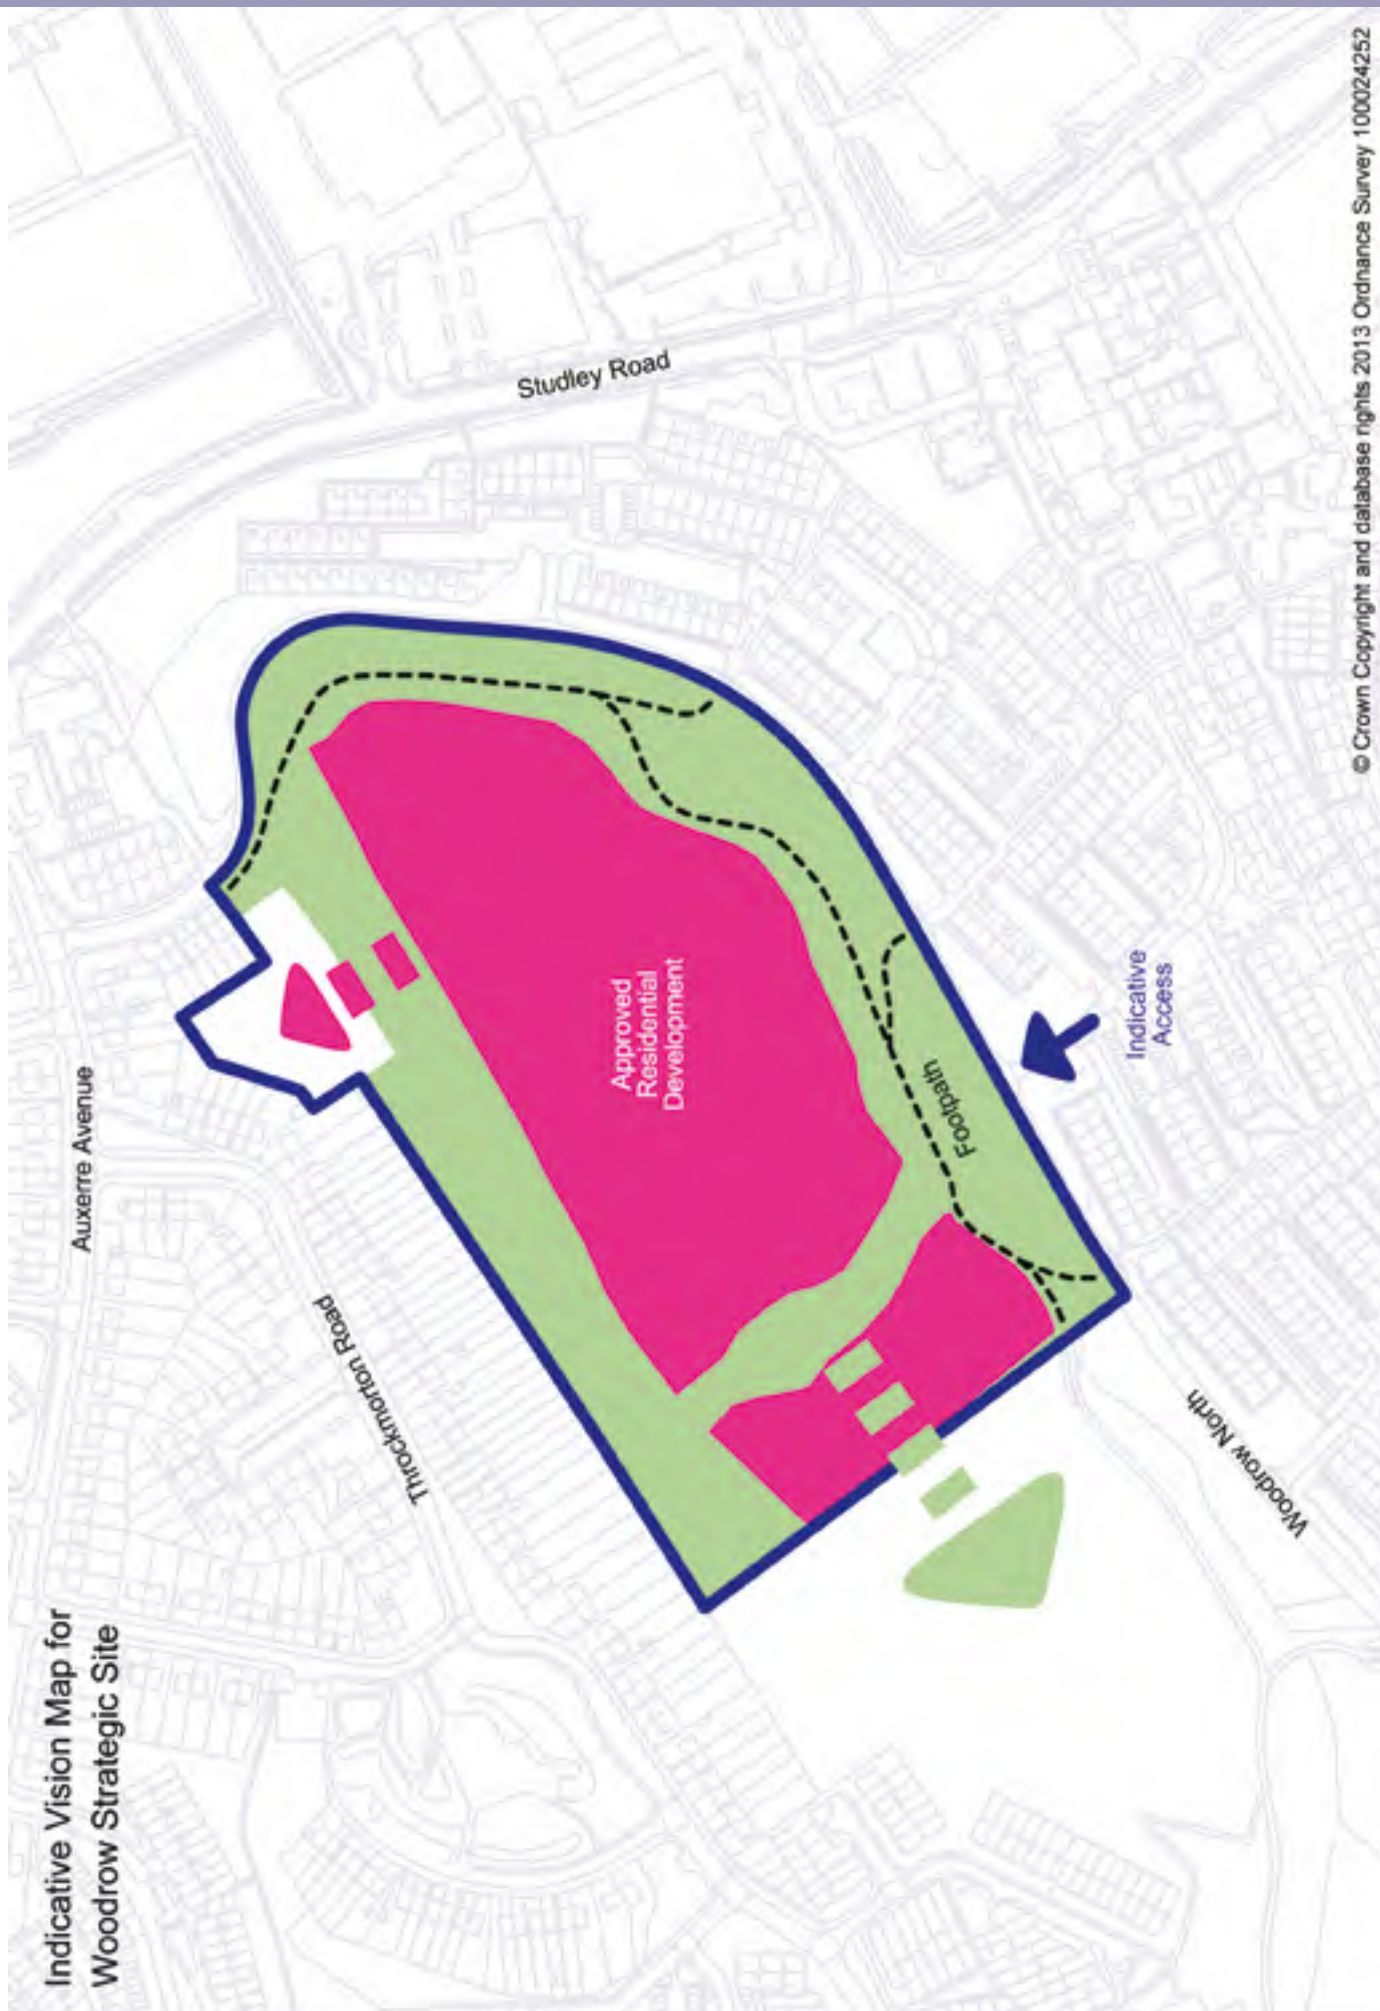 Indicative Vision Map for
Woodrow Strategic Site
Auxerre Avenue
Throckmorton Road
Studley Road
Approved
Residential
Development
Footpath
Indicative
Access
Woodrow North
© Crown Copyright and database rights 2013 Ordnance Survey 100024252